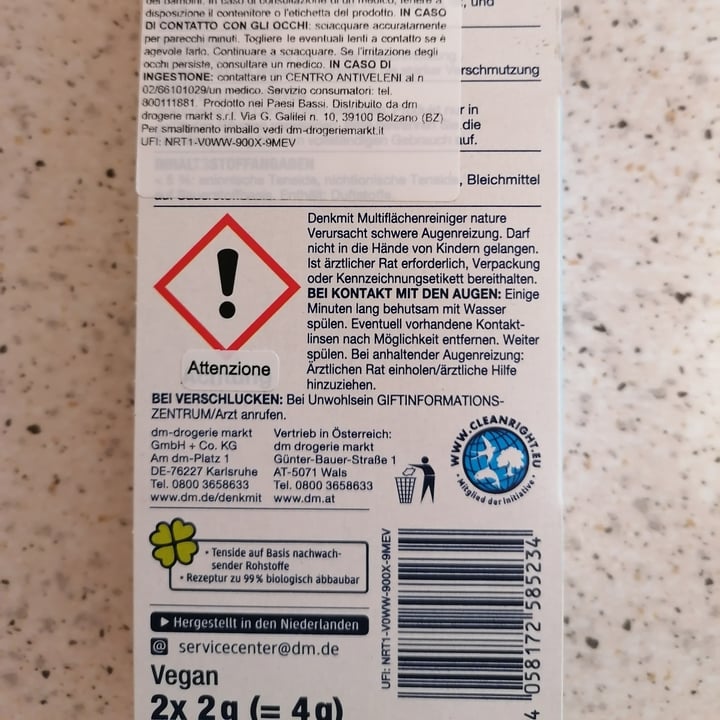 disposizione il contenitore o l'etichetta del prodotto. IN CASO
DI CONTATTO CON GLI OCCHI: sciacquare accuratamente
per parecchi minuti. Togliere le eventuali lenti a contatto se è
agevole farlo. Continuare a sciacquare. Se l'irritazione degli
occhi persiste, consultare un medico. IN CASO DI
INGESTIONE: contattare un CENTRO ANTIVELENI al n
02/66101029/un medico. Servizio consumatori: tel.
800111881. Prodotto nei Paesi Bassi. Distribuito da dm
drogerie markt s.r.l. Via G. Galilei n. 10, 39100 Bolzano (BZ)
Per smaltimento imballo vedi dm-drogeriemarkt.it
UFI: NRT1-V0WW-900X-9MEV
, und
erschmutzung
r in
die
uf.
INHALTSSTOFFANGABEN
, Bleichmittel
Denkmit Multiflächenreiniger nature
Verursacht schwere Augenreizung. Darf
nicht in die Hände von Kindern gelangen.
Ist ärztlicher Rat erforderlich, Verpackung
oder Kennzeichnungsetikett bereithalten.
BEI KONTAKT MIT DEN AUGEN: Einige
Minuten lang behutsam mit Wasser
spülen. Eventuell vorhandene Kontakt-
linsen nach Möglichkeit entfernen. Weiter
spülen. Bei anhaltender Augenreizung:
Ärztlichen Rat einholen/ärztliche Hilfe
hinzuziehen.
Attenzione
BEI VERSCHLUCKEN: Bei Unwohlsein GIFTINFORMATIONS-
ZENTRUM/Arzt anrufen.
dm-drogerie markt
GmbH + Co. KG
Am dm-Platz 1
DE-76227 Karlsruhe
Tel. 0800 3658633
www.dm.de/denkmit
Vertrieb in Österreich:
dm drogerie markt
Günter-Bauer-Straße 1
AT-5071 Wals
Tel. 0800 3658633
www.dm.at
WWW.CLEANRIGHT.EU
• Mitglied der Initiative •
• Tenside auf Basis nachwach-
sender Rohstoffe
• Rezeptur zu 99% biologisch abbaubar
Hergestellt in den Niederlanden
@ servicecenter@dm.de
Vegan
2x 2g (= 4g)
UFI: NRT1-V0WW-900X-9MEV
4 058172 585234